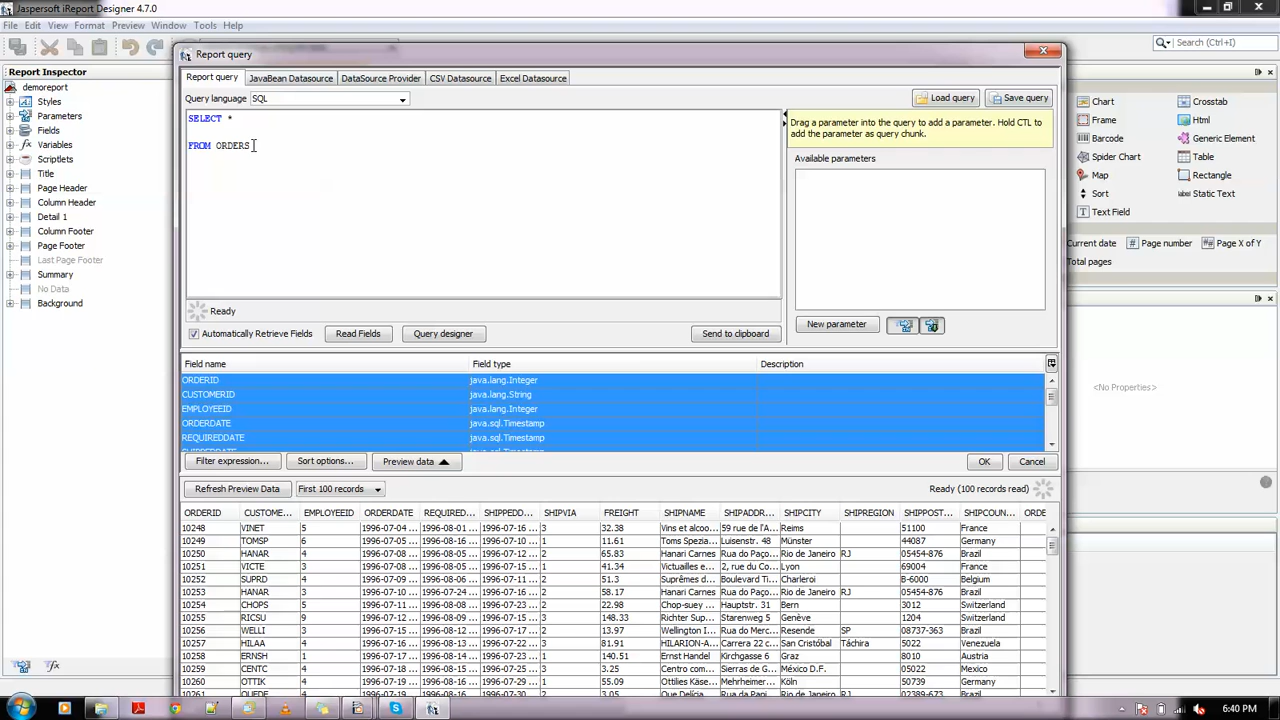 Jaspersoft iReport Designer 4.7.0
File Edit View Format Preview Window Tools Help
Search (Ctrl+I)
Report Inspector
demoreport
Styles
Parameters
Fields
Variables
Scriptlets
Title
Page Header
Column Header
Detail 1
Column Footer
Page Footer
Last Page Footer
Summary
No Data
Background
Report query
Report query JavaBean Datasource DataSource Provider CSV Datasource Excel Datasource
Query language SQL
Load query Save query
SELECT *
FROM ORDERS
Drag a parameter into the query to add a parameter. Hold CTL to
add the parameter as query chunk.
Available parameters
New parameter
Ready
Automatically Retrieve Fields Read Fields Query designer Send to clipboard
Field name Field type Description
ORDERID java.lang.Integer
CUSTOMERID java.lang.String
EMPLOYEEID java.lang.Integer
ORDERDATE java.sql.Timestamp
REQUIREDDATE java.sql.Timestamp
Filter expression... Sort options... Preview data OK Cancel
Refresh Preview Data First 100 records Ready (100 records read)
ORDERID CUSTOME... EMPLOYEEID ORDERDATE REQUIRED... SHIPPEDD... SHIPVIA FREIGHT SHIPNAME SHIPADDR... SHIPCITY SHIPREGION SHIPPOST... SHIPCOUN... ORDE
10248 VINET 5 1996-07-04 ... 1996-08-01 ... 1996-07-16 ... 3 32.38 Vins et alcoo... 59 rue de l'A... Reims 51100 France
10249 TOMSP 6 1996-07-05 ... 1996-08-16 ... 1996-07-10 ... 1 11.61 Toms Spezia... Luisenstr. 48 Münster 44087 Germany
10250 HANAR 4 1996-07-08 ... 1996-08-05 ... 1996-07-12 ... 2 65.83 Hanari Carnes Rua do Paço... Rio de Janeiro RJ 05454-876 Brazil
10251 VICTE 3 1996-07-08 ... 1996-08-05 ... 1996-07-15 ... 1 41.34 Victuailles e... 2, rue du Co... Lyon 69004 France
10252 SUPRD 4 1996-07-09 ... 1996-08-06 ... 1996-07-11 ... 2 51.3 Suprêmes d... Boulevard Ti... Charleroi B-6000 Belgium
10253 HANAR 3 1996-07-10 ... 1996-07-24 ... 1996-07-16 ... 2 58.17 Hanari Carnes Rua do Paço... Rio de Janeiro RJ 05454-876 Brazil
10254 CHOPS 5 1996-07-11 ... 1996-08-08 ... 1996-07-23 ... 2 22.98 Chop-suey ... Hauptstr. 31 Bern 3012 Switzerland
10255 RICSU 9 1996-07-12 ... 1996-08-09 ... 1996-07-15 ... 3 148.33 Richter Sup... Starenweg 5 Genève 1204 Switzerland
10256 WELLI 3 1996-07-15 ... 1996-08-12 ... 1996-07-17 ... 2 13.97 Wellington I... Rua do Merc... Resende SP 08737-363 Brazil
10257 HILAA 4 1996-07-16 ... 1996-08-13 ... 1996-07-22 ... 3 81.91 HILARION-A... Carrera 22 c... San Cristóbal Táchira 5022 Venezuela
10258 ERNSH 1 1996-07-17 ... 1996-08-14 ... 1996-07-23 ... 1 140.51 Ernst Handel Kirchgasse 6 Graz 8010 Austria
10259 CENTC 4 1996-07-18 ... 1996-08-15 ... 1996-07-25 ... 3 3.25 Centro com... Sierras de G... México D.F. 05022 Mexico
10260 OTTIK 4 1996-07-19 ... 1996-08-16 ... 1996-07-29 ... 1 55.09 Ottilies Käse... Mehrheimer... Köln 50739 Germany
Chart Crosstab
Frame Html
Barcode Generic Element
Spider Chart Table
Map Rectangle
Sort Static Text
Text Field
Current date Page number Page X of Y
Total pages
<No Properties>
6:40 PM